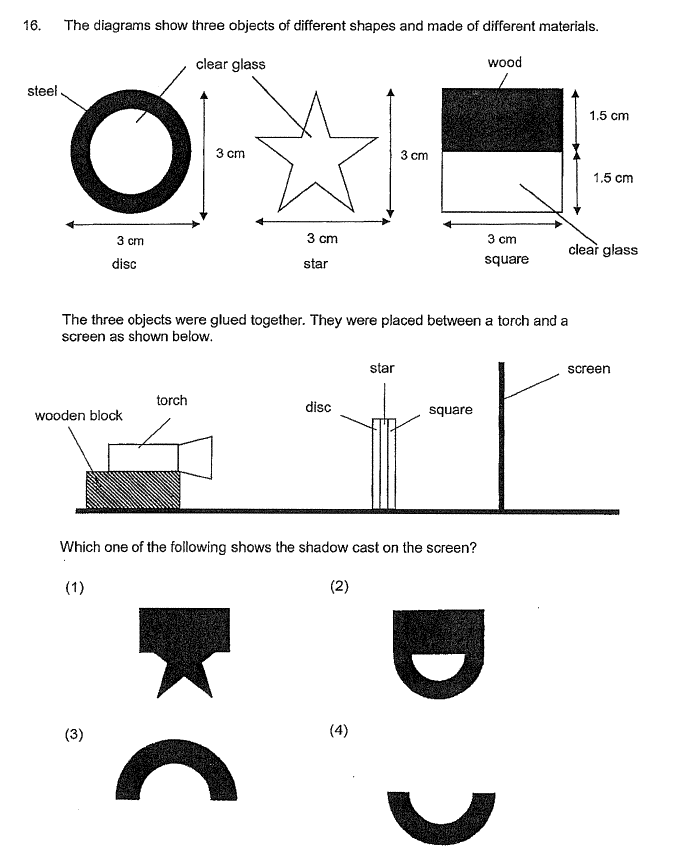 16. The diagrams show three objects of different shapes and made of different materials.
clear glass
wood
steel
1.5 cm
3 cm
3 cm
1.5 cm
3 cm
3 cm
3 cm
clear glass
disc
star
square
The three objects were glued together. They were placed between a torch and a
screen as shown below.
star
screen
torch
disc
square
wooden block
Which one of the following shows the shadow cast on the screen?
(1)
(2)
(3)
(4)